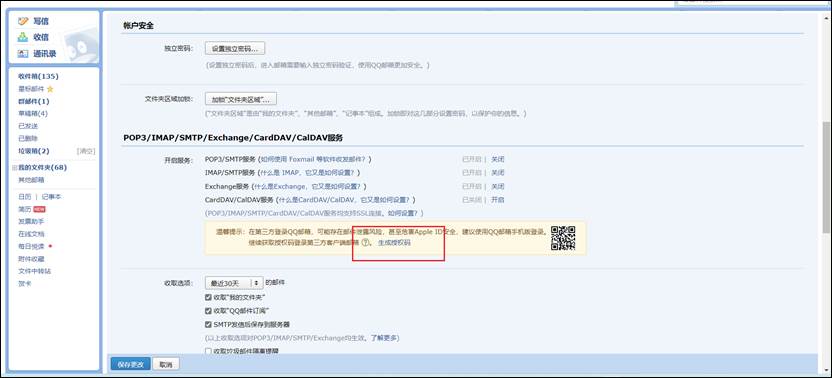 写信
收信
通讯录
收件箱(135)
星标邮件
群邮件(1)
草稿箱(4)
已发送
已删除
垃圾箱(2) [清空]
我的文件夹(68)
其他邮箱
日历 | 记事本
简历 NEW
发票助手
在线文档
每日悦读
附件收藏
文件中转站
贺卡
帐户安全
独立密码： 设置独立密码...
(设置独立密码后，进入邮箱需要输入独立密码验证，使用QQ邮箱更加安全。)
文件夹区域加锁： 加锁"文件夹区域"...
("文件夹区域"是由"我的文件夹"，"其他邮箱"，"记事本"组成。加锁即对这几部分设置密码，以保护你的信息。)
POP3/IMAP/SMTP/Exchange/CardDAV/CalDAV服务
开启服务： POP3/SMTP服务 (如何使用 Foxmail 等软件收发邮件？) 已开启 | 关闭
IMAP/SMTP服务 (什么是 IMAP，它又是如何设置？) 已开启 | 关闭
Exchange服务 (什么是Exchange，它又是如何设置？) 已开启 | 关闭
CardDAV/CalDAV服务 (什么是CardDAV/CalDAV，它又是如何设置？) 已关闭 | 开启
(POP3/IMAP/SMTP/CardDAV/CalDAV服务均支持SSL连接。如何设置？)
温馨提示：在第三方登录QQ邮箱，可能存在邮件泄露风险，甚至危害Apple ID安全，建议使用QQ邮箱手机版登录。
继续获取授权码登录第三方客户端邮箱 ? 。 生成授权码
收取选项： 最近30天 的邮件
收取"我的文件夹"
收取"QQ邮件订阅"
SMTP发信后保存到服务器
(以上收取选项对POP3/IMAP/SMTP/Exchange均生效。了解更多)
收取垃圾邮件隔离提醒
保存更改 取消